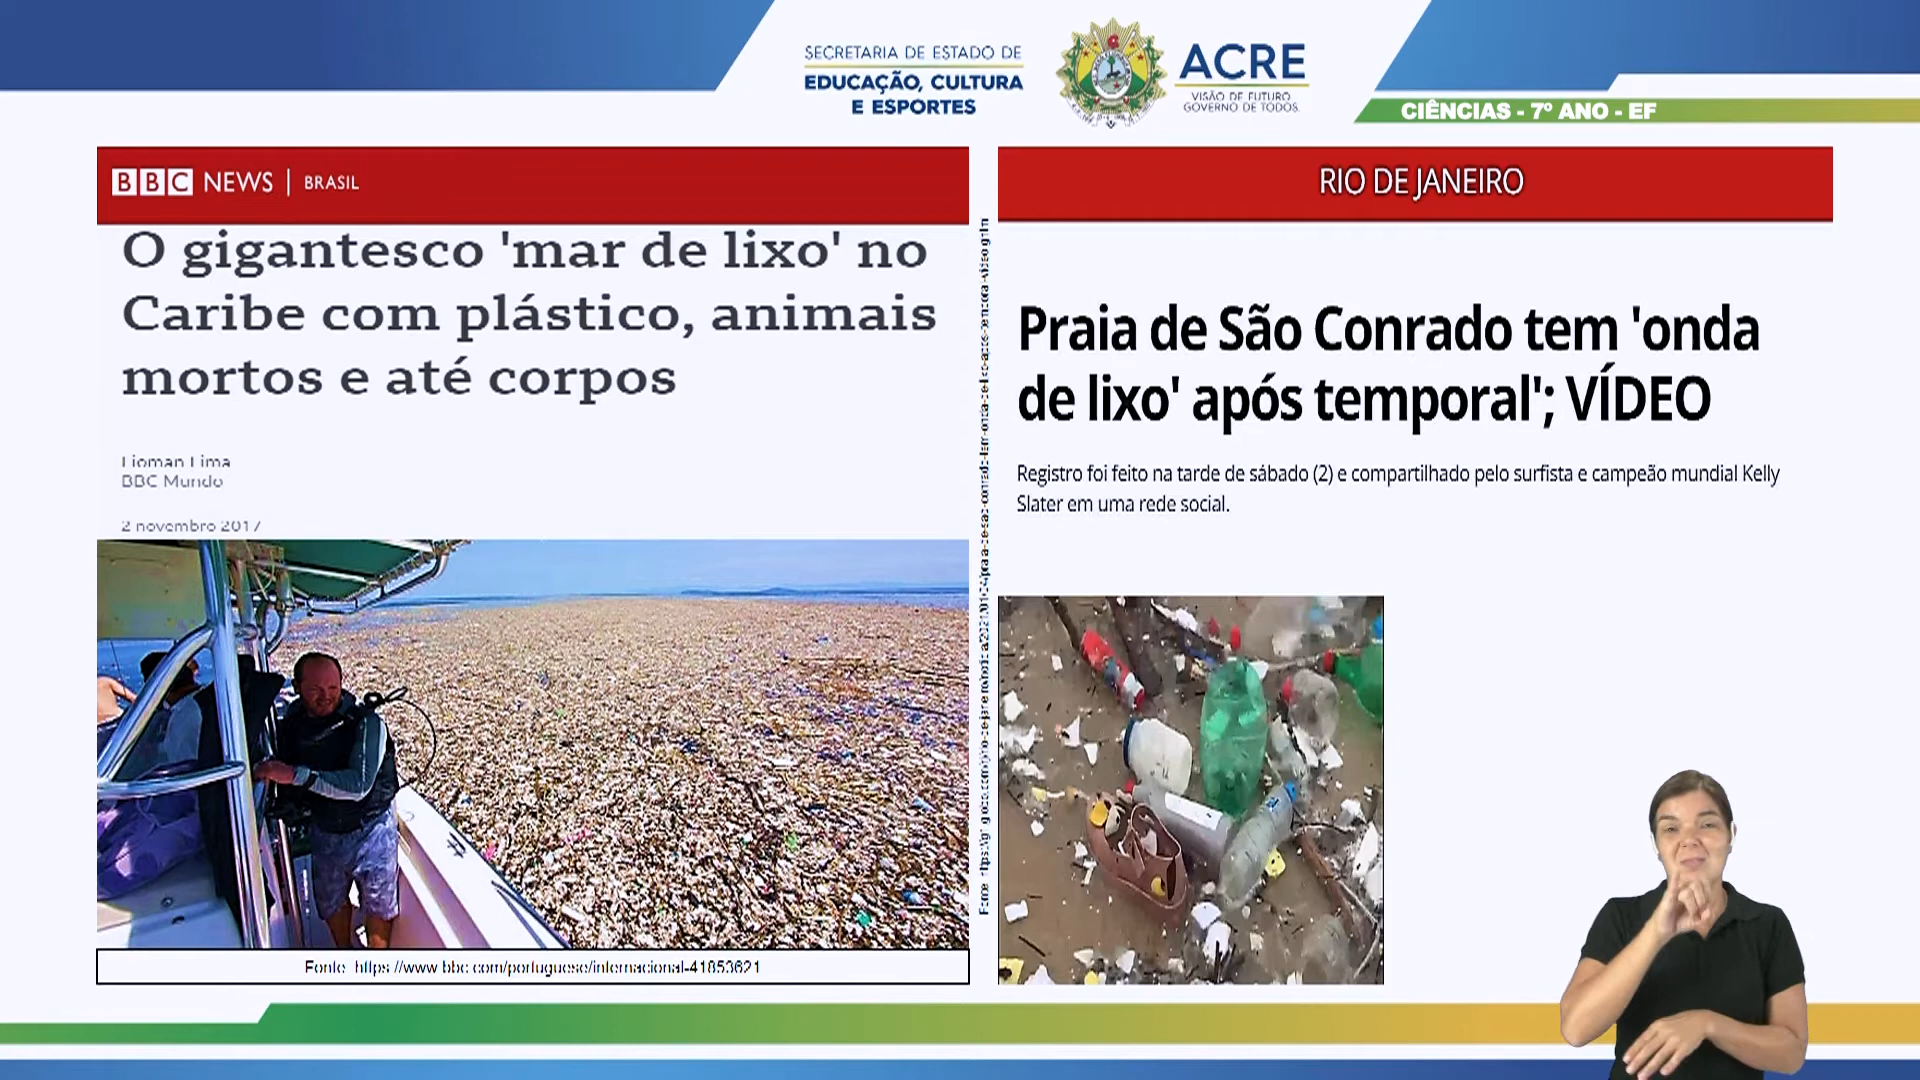 SECRETARIA DE ESTADO DE
EDUCAÇÃO, CULTURA
E ESPORTES
ACRE
VISÃO DE FUTURO
GOVERNO DE TODOS.
CIÊNCIAS - 7º ANO - EF
BBC NEWS | BRASIL
O gigantesco 'mar de lixo' no
Caribe com plástico, animais
mortos e até corpos
Lioman Lima
BBC Mundo
2 novembro 2017
Fonte: https://www.bbc.com/portuguese/internacional-41853621
RIO DE JANEIRO
Praia de São Conrado tem 'onda
de lixo' após temporal'; VÍDEO
Registro foi feito na tarde de sábado (2) e compartilhado pelo surfista e campeão mundial Kelly
Slater em uma rede social.